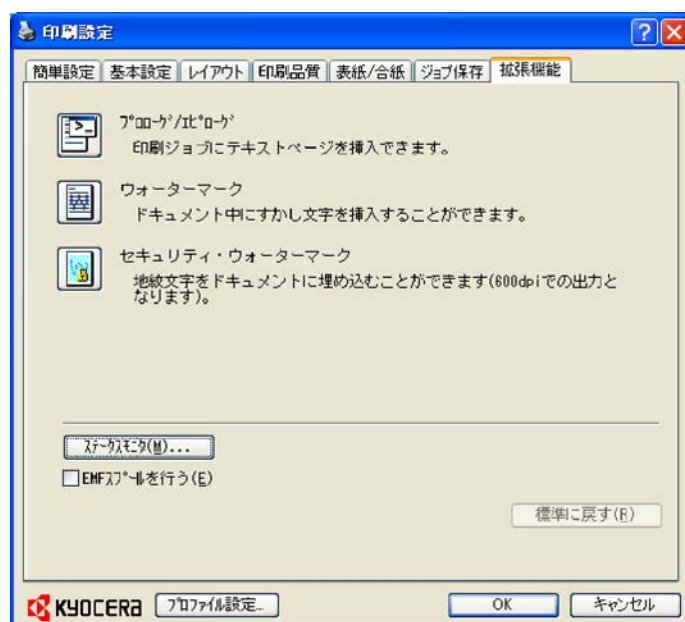 印刷設定
簡単設定 基本設定 レイアウト 印刷品質 表紙/合紙 ジョブ保存 拡張機能
ﾌﾟﾛﾛｰｸﾞ/ｴﾋﾟﾛｰｸﾞ
印刷ジョブにテキストページを挿入できます。
ウォーターマーク
ドキュメント中にすかし文字を挿入することができます。
セキュリティ・ウォーターマーク
地紋文字をドキュメントに埋め込むことができます(600dpiでの出力と
なります)。
ｽﾃｰﾀｽﾓﾆﾀ(M)...
EMFｽﾌﾟｰﾙを行う(E)
標準に戻す(R)
KYOCERA ﾌﾟﾛﾌｧｲﾙ設定... OK キャンセル